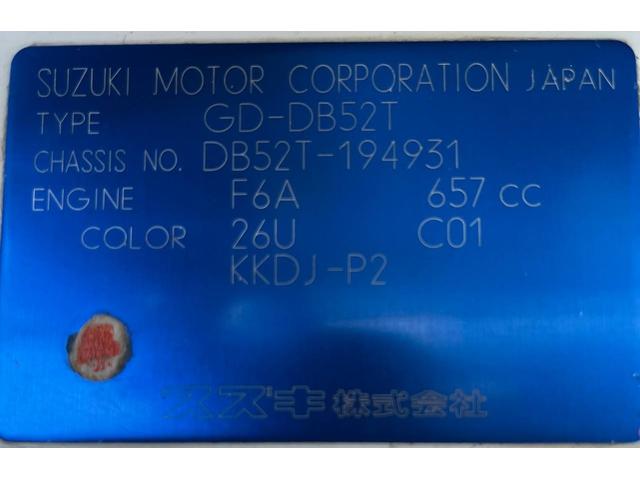 SUZUKI MOTOR CORPORATION JAPAN
TYPE GD-DB52T
CHASSIS NO. DB52T-194931
ENGINE F6A 657 cc
COLOR 26U C01
KKDJ-P2
スズキ株式会社